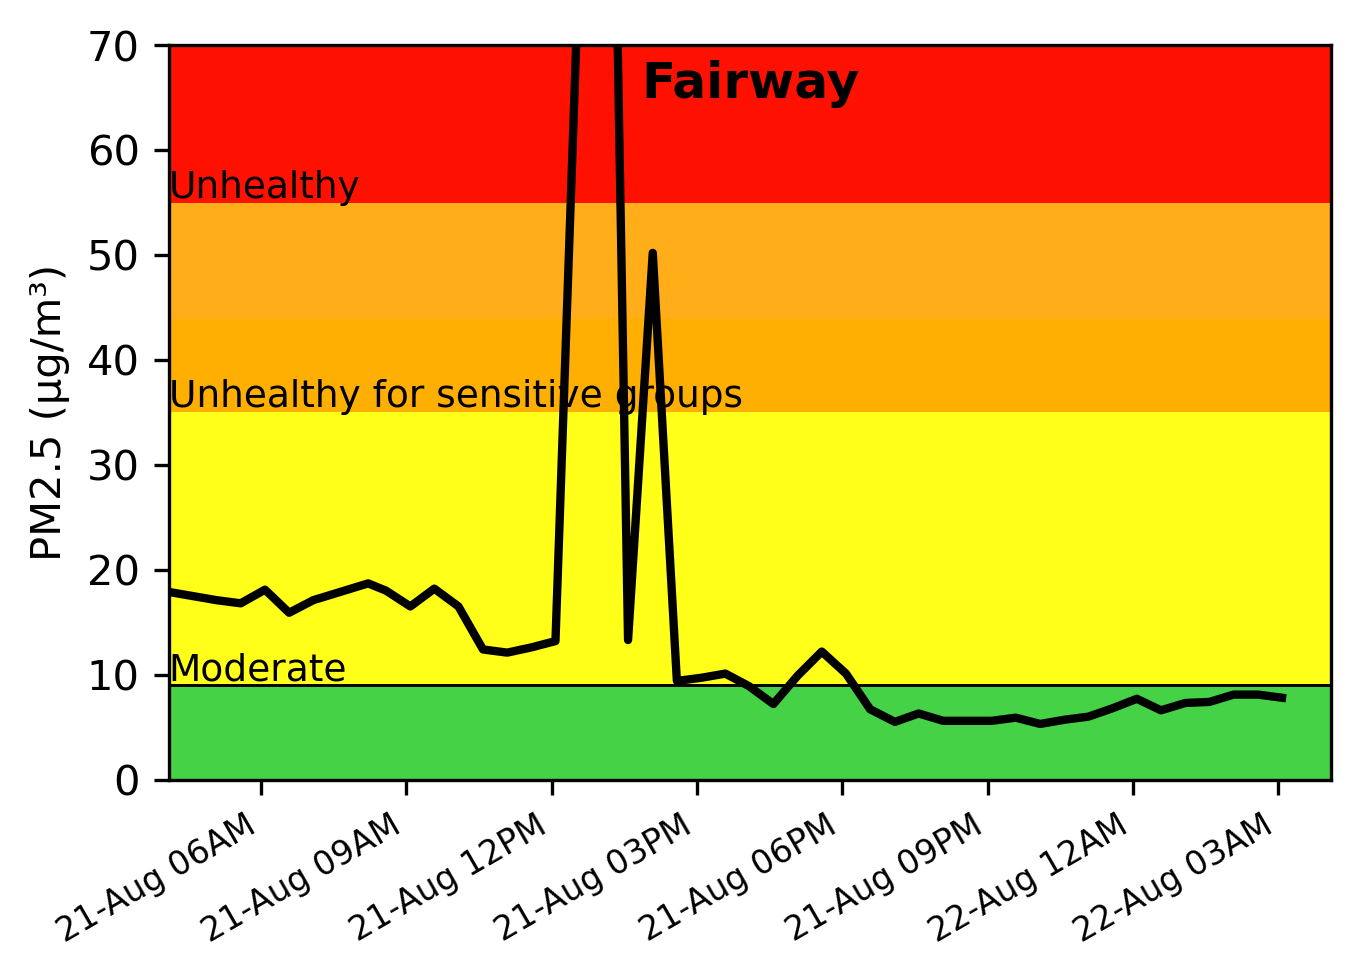 Fairway
70
60
50
40
30
20
10
0
PM2.5 (µg/m³)
Unhealthy
Unhealthy for sensitive groups
Moderate
21-Aug 06AM
21-Aug 09AM
21-Aug 12PM
21-Aug 03PM
21-Aug 06PM
21-Aug 09PM
22-Aug 12AM
22-Aug 03AM